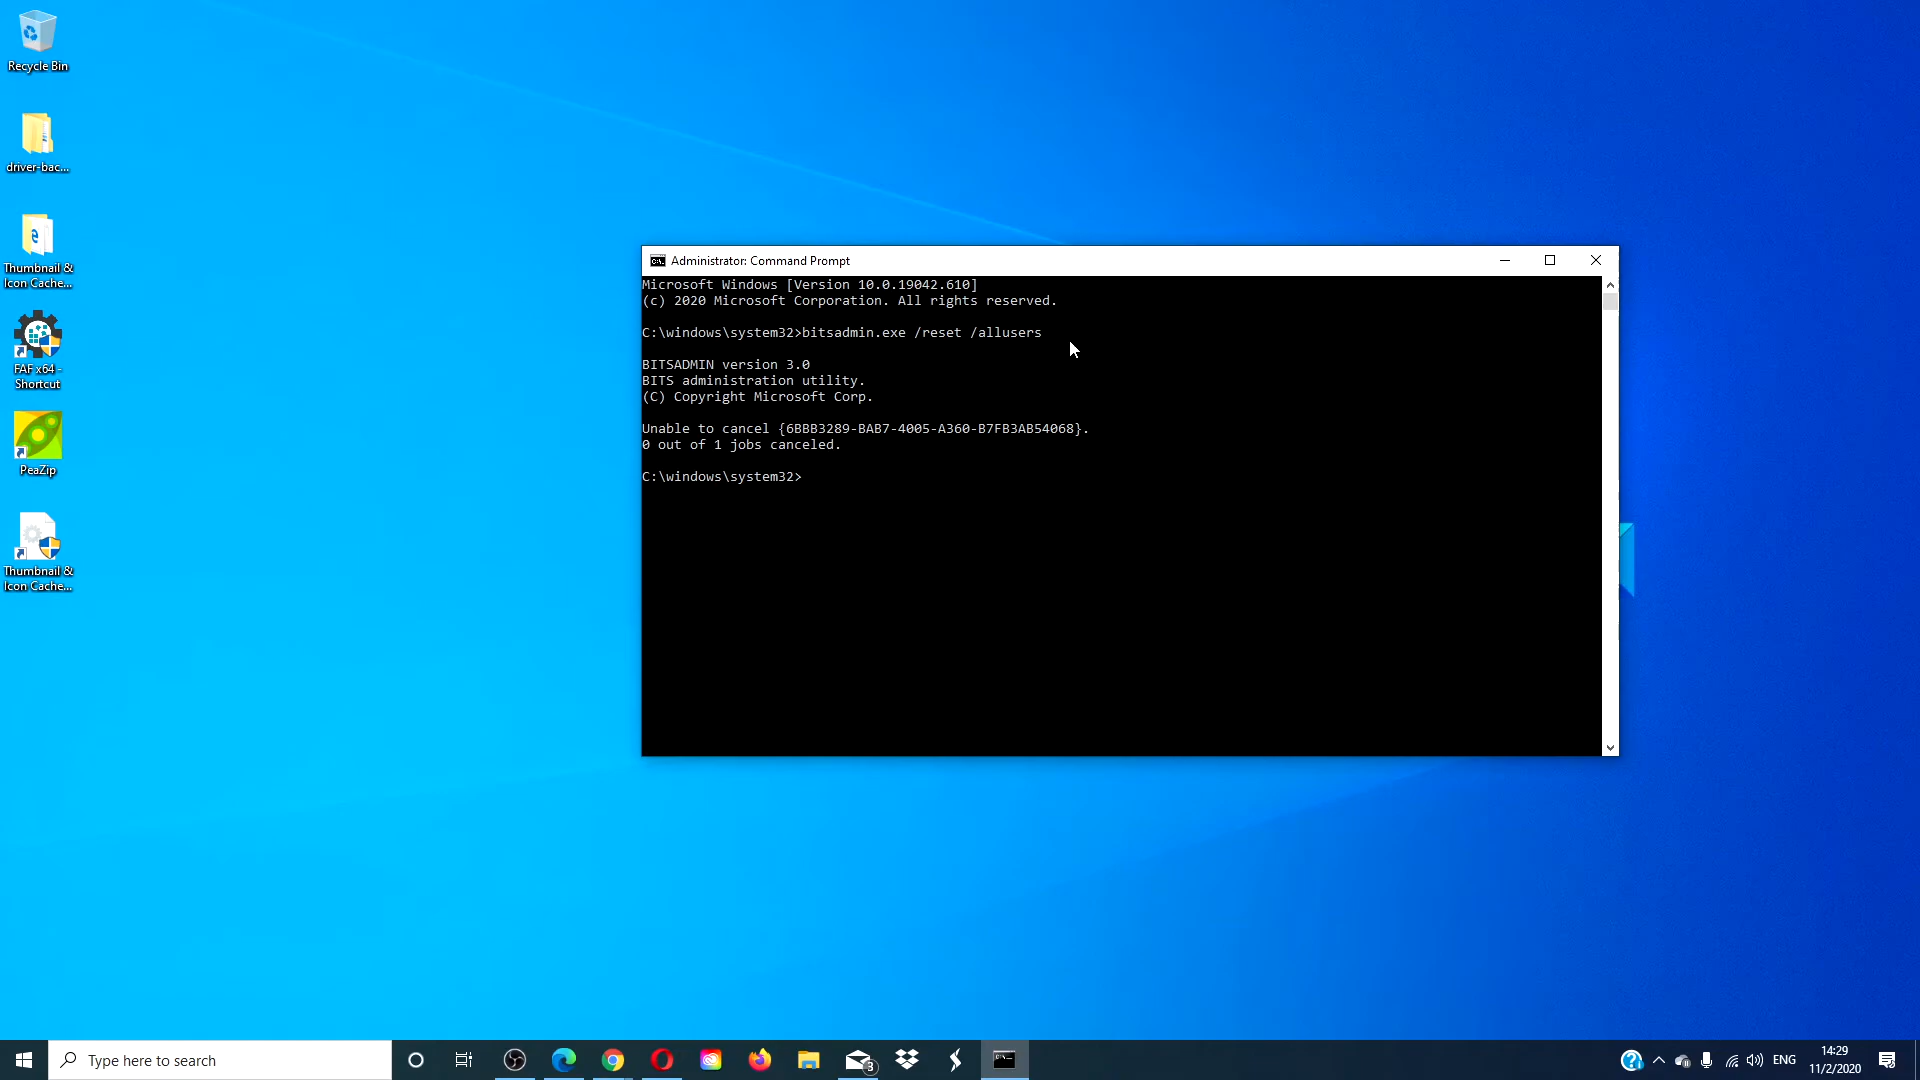 Recycle Bin
driver-bac...
Thumbnail &
Icon Cache...
FAF x64 -
Shortcut
PeaZip
Thumbnail &
Icon Cache...
Administrator: Command Prompt
Microsoft Windows [Version 10.0.19042.610]
(c) 2020 Microsoft Corporation. All rights reserved.
C:\windows\system32>bitsadmin.exe /reset /allusers
BITSADMIN version 3.0
BITS administration utility.
(C) Copyright Microsoft Corp.
Unable to cancel {6BBB3289-BAB7-4005-A360-B7FB3AB54068}.
0 out of 1 jobs canceled.
C:\windows\system32>
Type here to search
3
ENG
14:29
11/2/2020